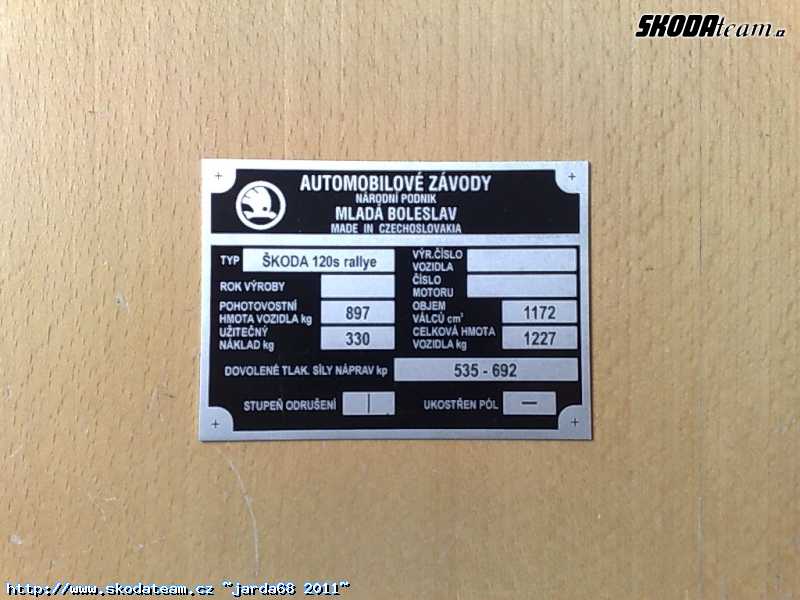 ŠKODAteam.cz
AUTOMOBILOVÉ ZÁVODY
NÁRODNÍ PODNIK
MLADÁ BOLESLAV
MADE IN CZECHOSLOVAKIA
TYP ŠKODA 120s rallye
VÝR.ČÍSLO
VOZIDLA
ROK VÝROBY
ČÍSLO
MOTORU
POHOTOVOSTNÍ
HMOTA VOZIDLA kg 897
OBJEM
VÁLCŮ cm³ 1172
UŽITEČNÝ
NÁKLAD kg 330
CELKOVÁ HMOTA
VOZIDLA kg 1227
DOVOLENÉ TLAK. SÍLY NÁPRAV kp 535 - 692
STUPEŇ ODRUŠENÍ | UKOSTŘEN PÓL —
http://www.skodateam.cz ~jarda68 2011~